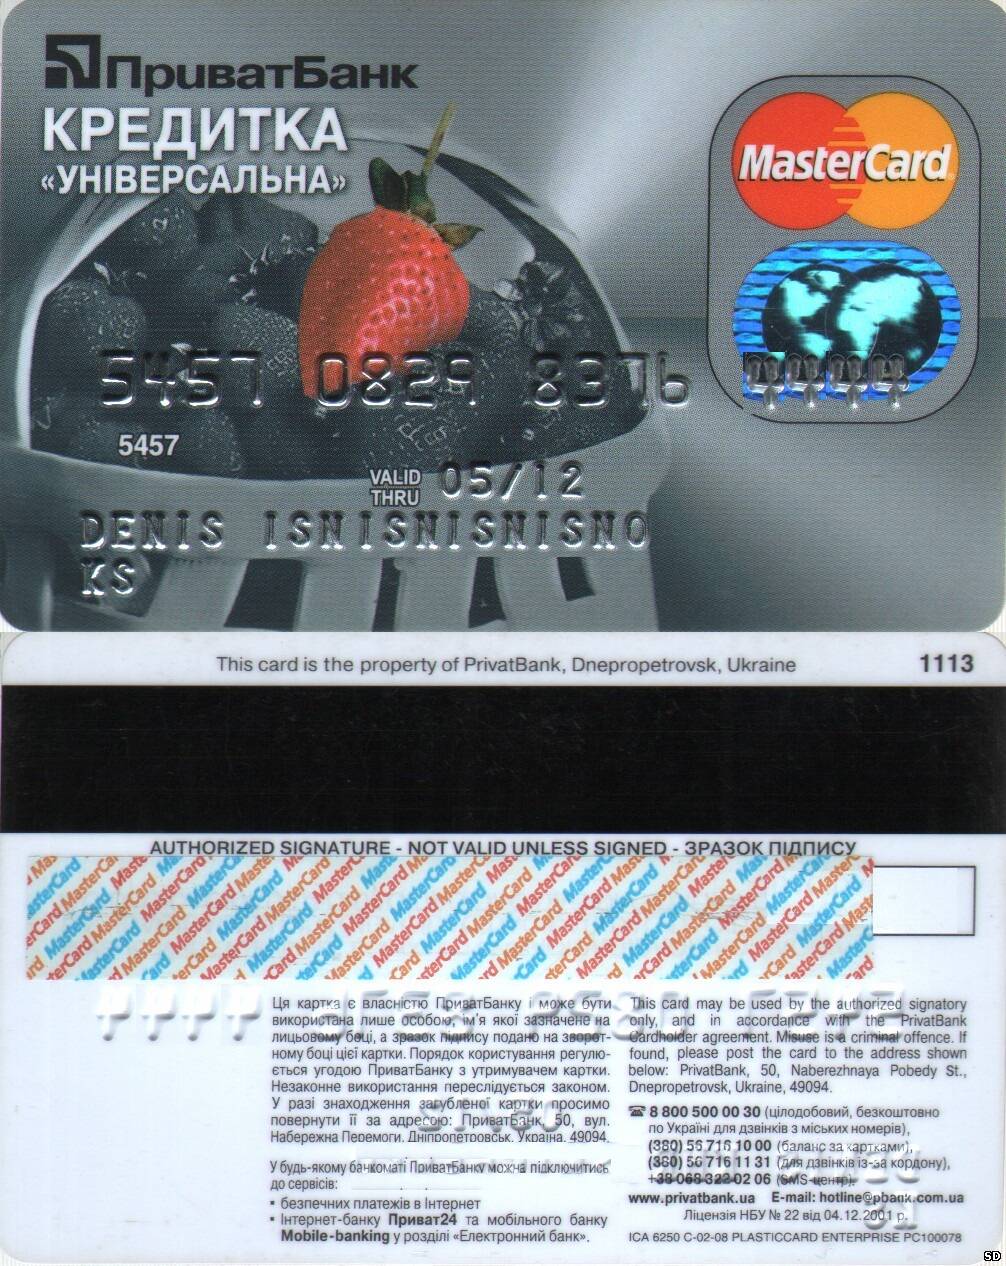 ПриватБанк
КРЕДИТКА
«УНІВЕРСАЛЬНА»
MasterCard
5457 0829 8376
5457
VALID THRU 05/12
DENIS ISNISNISNISNO
KS
This card is the property of PrivatBank, Dnepropetrovsk, Ukraine 1113
AUTHORIZED SIGNATURE - NOT VALID UNLESS SIGNED - ЗРАЗОК ПІДПИСУ
MasterCard MasterCard MasterCard
Ця картка є власністю ПриватБанку і може бути
використана лише особою, ім'я якої зазначене на
лицьовому боці, а зразок підпису подано на зворот-
ному боці цієї картки. Порядок користування регулю-
ється угодою ПриватБанку з утримувачем картки.
Незаконне використання переслідується законом.
У разі знаходження загубленої картки просимо
повернути її за адресою: ПриватБанк, 50, вул.
Набережна Перемоги, Дніпропетровськ, Україна, 49094.
У будь-якому банкоматі ПриватБанку можна підключитись
до сервісів:
▪ безпечних платежів в Інтернет
▪ Інтернет-банку Приват24 та мобільного банку
Mobile-banking у розділі «Електронний банк».
This card may be used by the authorized signatory
only, and in accordance with the PrivatBank
Cardholder agreement. Misuse is a criminal offence. If
found, please post the card to the address shown
below: PrivatBank, 50, Naberezhnaya Pobedy St.,
Dnepropetrovsk, Ukraine, 49094.
☎ 8 800 500 00 30 (цілодобовий, безкоштовно
по Україні для дзвінків з міських номерів),
(380) 56 716 10 00 (баланс за картками),
(380) 56 716 11 31 (для дзвінків із-за кордону),
+38 068 322 02 06 (SMS-центр).
www.privatbank.ua E-mail: hotline@pbank.com.ua
Ліцензія НБУ № 22 від 04.12.2001 р.
ICA 6250 C-02-08 PLASTICCARD ENTERPRISE PC100078
SD